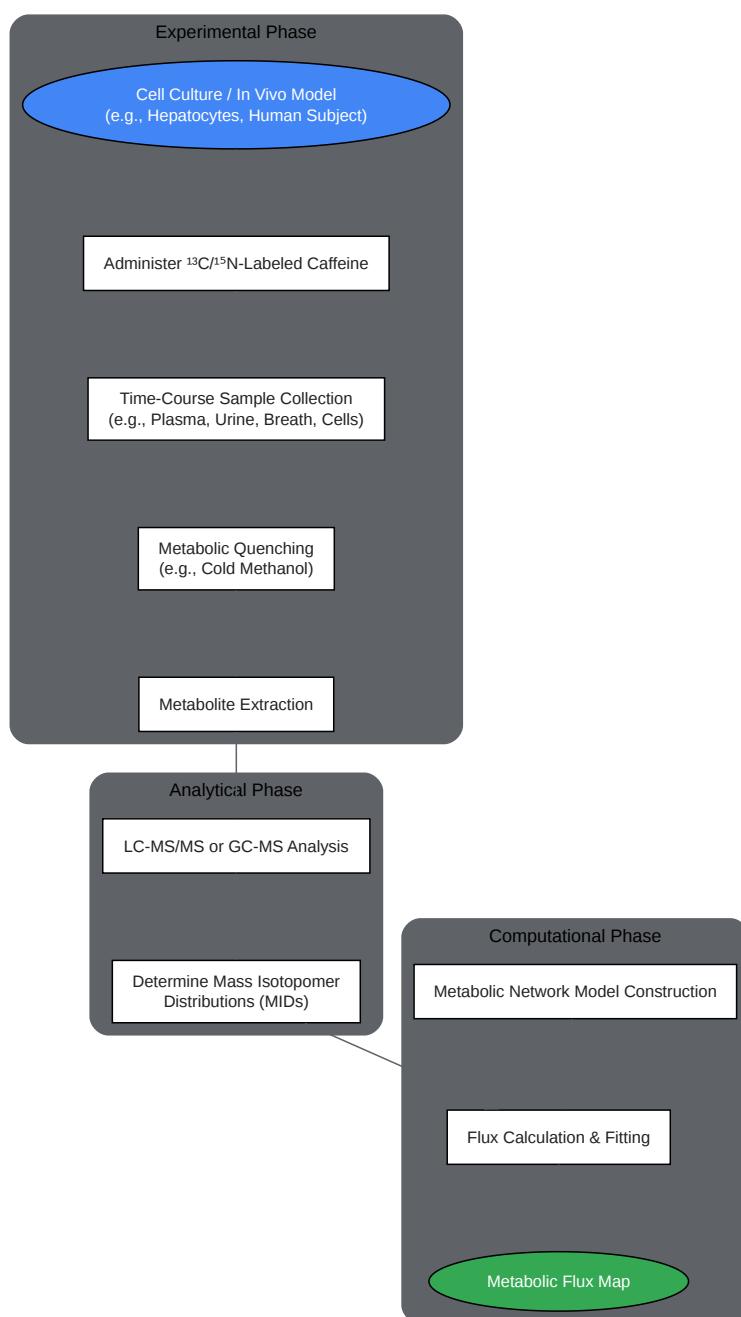 Experimental Phase
Cell Culture / In Vivo Model
(e.g., Hepatocytes, Human Subject)
Administer ¹³C/¹⁵N-Labeled Caffeine
Time-Course Sample Collection
(e.g., Plasma, Urine, Breath, Cells)
Metabolic Quenching
(e.g., Cold Methanol)
Metabolite Extraction
Analytical Phase
LC-MS/MS or GC-MS Analysis
Determine Mass Isotopomer
Distributions (MIDs)
Computational Phase
Metabolic Network Model Construction
Flux Calculation & Fitting
Metabolic Flux Map